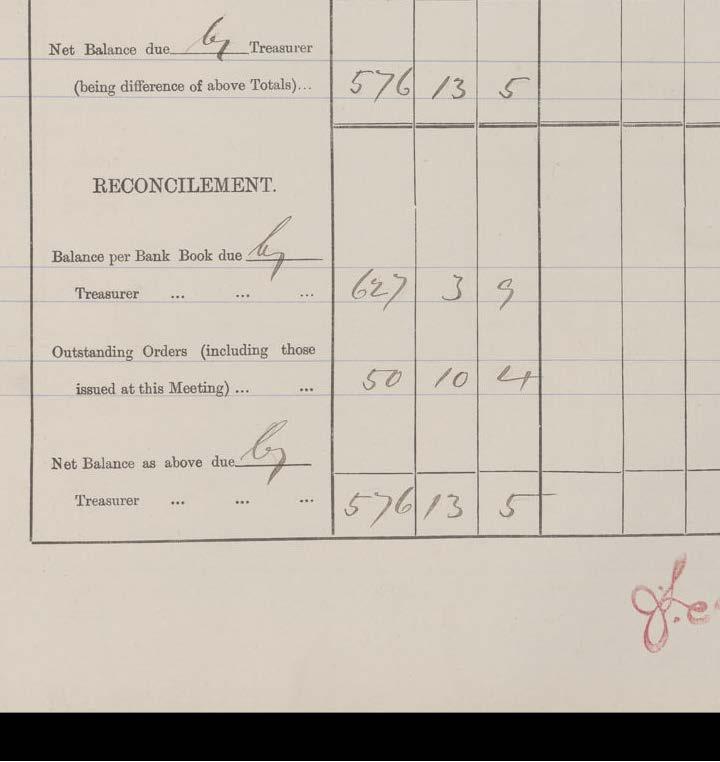 Net Balance due by Treasurer
(being difference of above Totals)... 576 13 5
RECONCILEMENT.
Balance per Bank Book due by
Treasurer ... ... ... 627 3 9
Outstanding Orders (including those
issued at this Meeting) ... ... 50 10 4
Net Balance as above due by
Treasurer ... ... ... 576 13 5